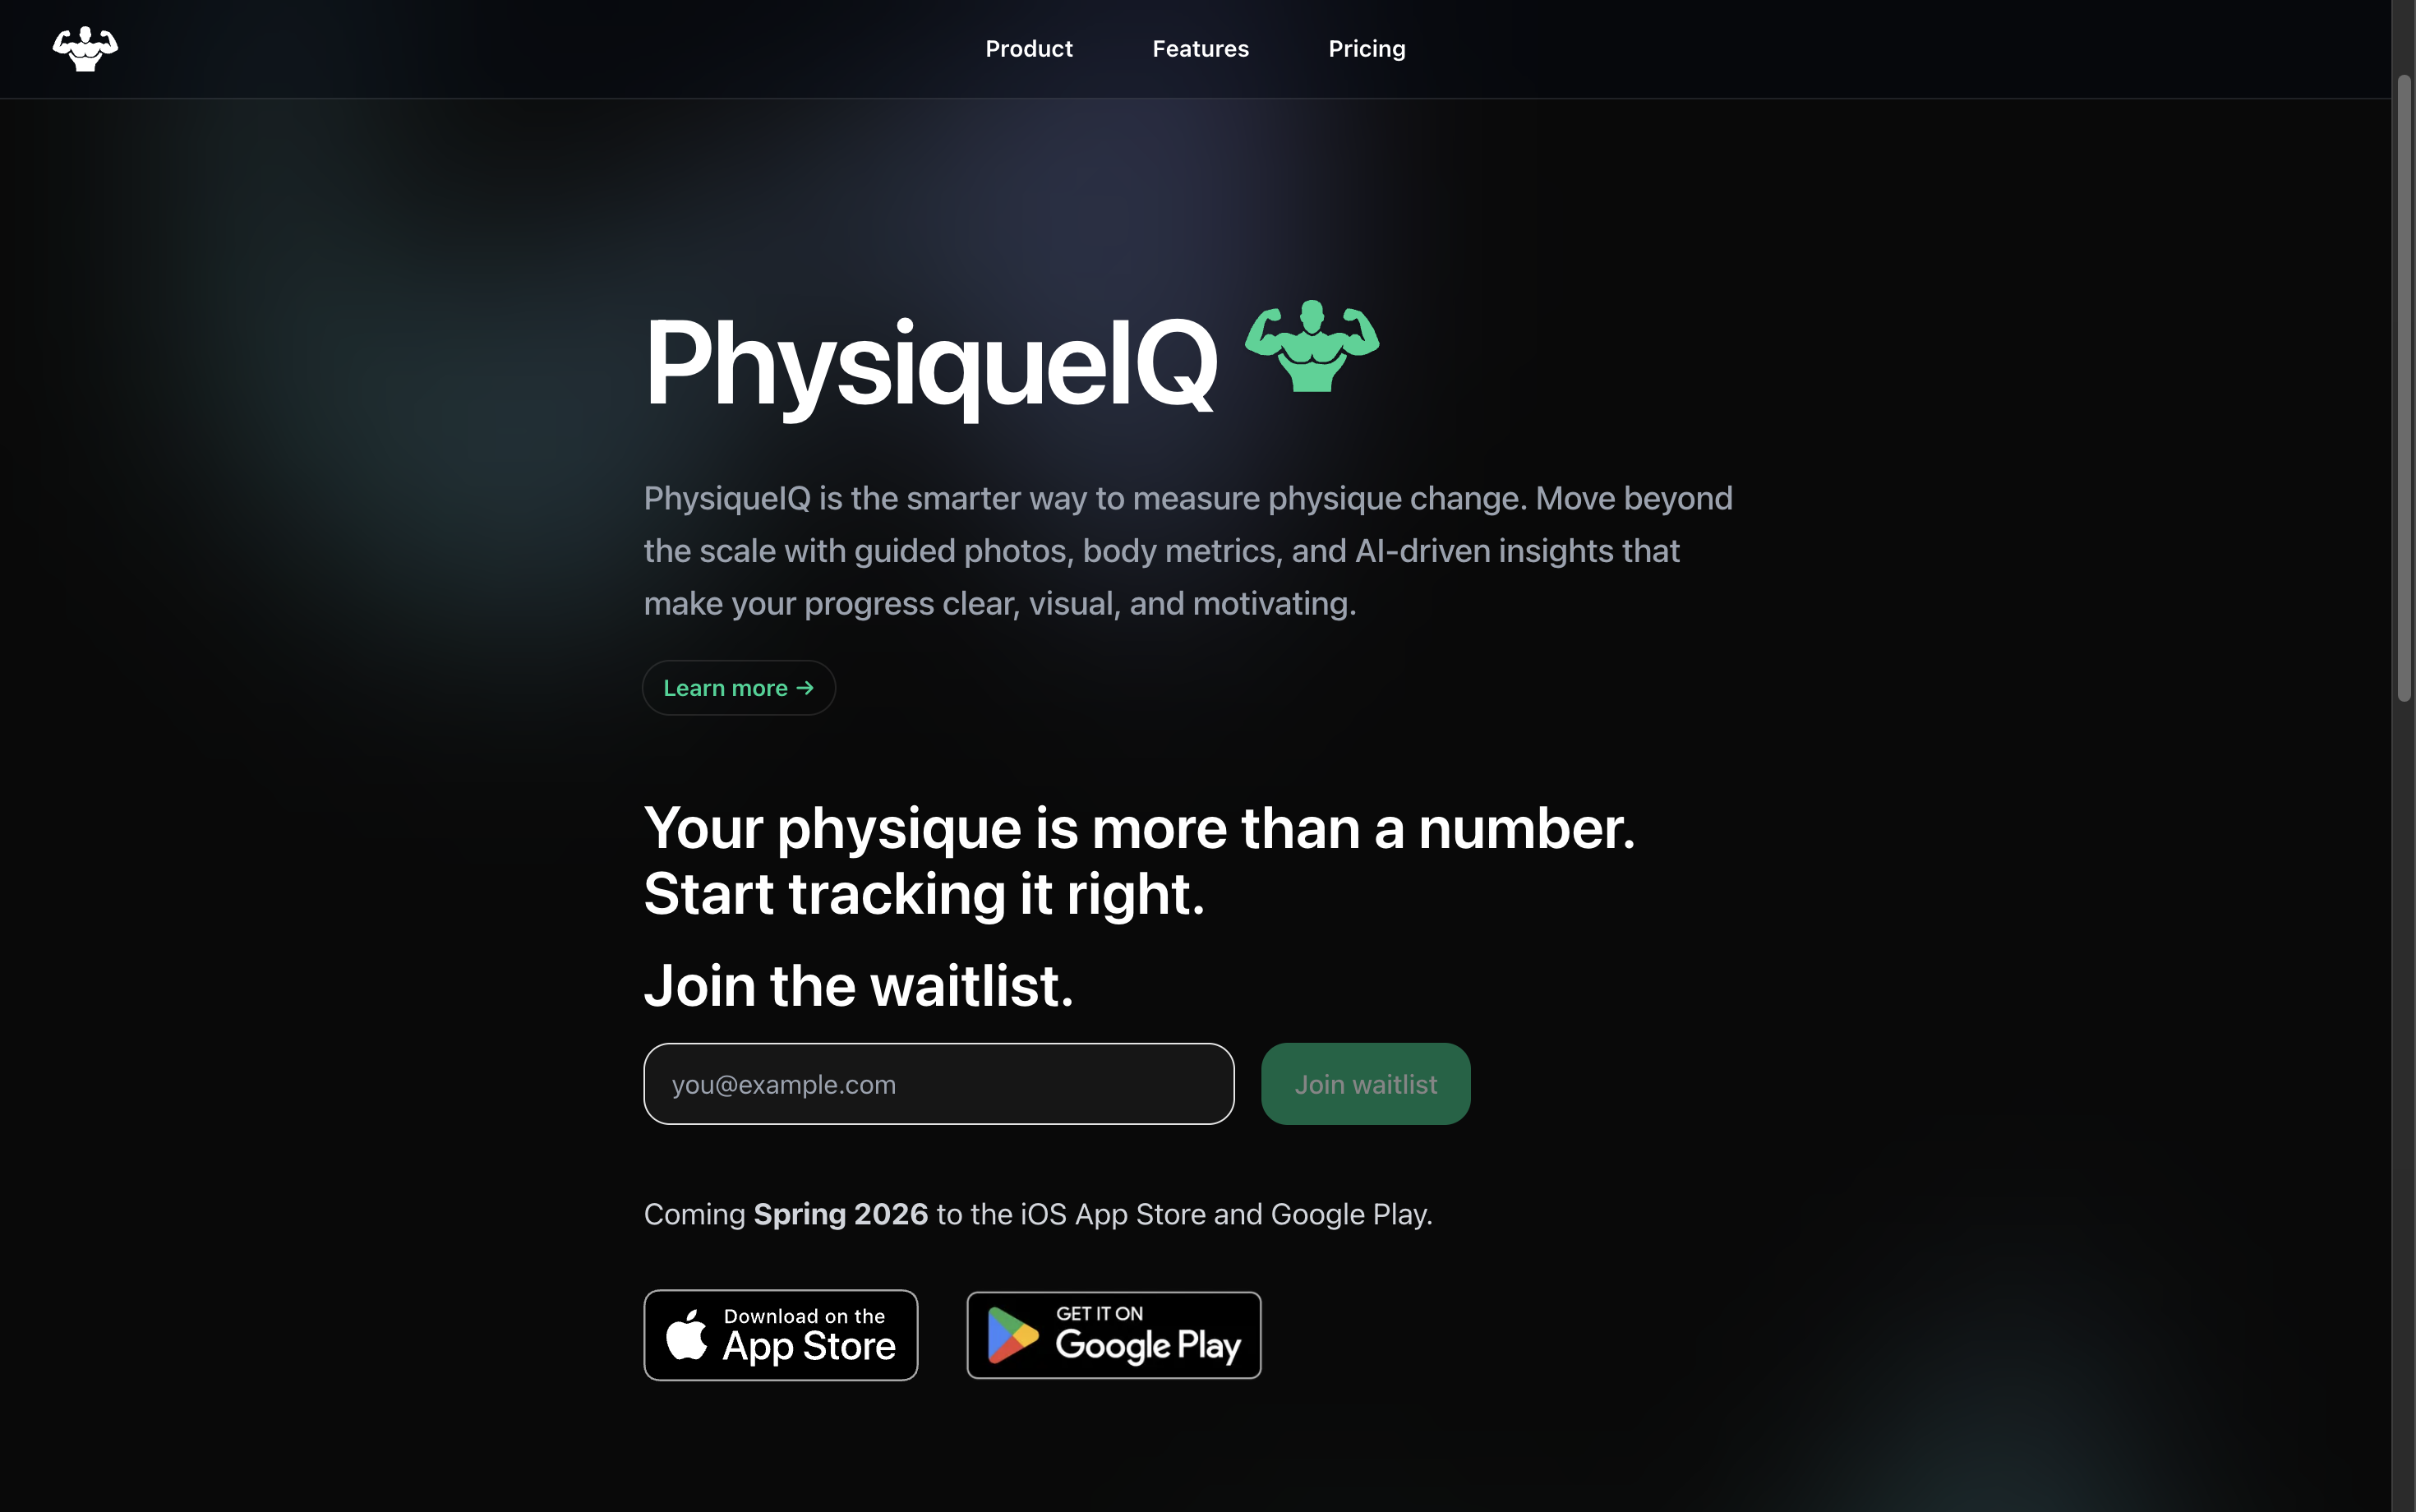 Product Features Pricing
PhysiqueIQ
PhysiqueIQ is the smarter way to measure physique change. Move beyond
the scale with guided photos, body metrics, and AI-driven insights that
make your progress clear, visual, and motivating.
Learn more →
Your physique is more than a number.
Start tracking it right.
Join the waitlist.
you@example.com
Join waitlist
Coming Spring 2026 to the iOS App Store and Google Play.
Download on the
App Store
GET IT ON
Google Play